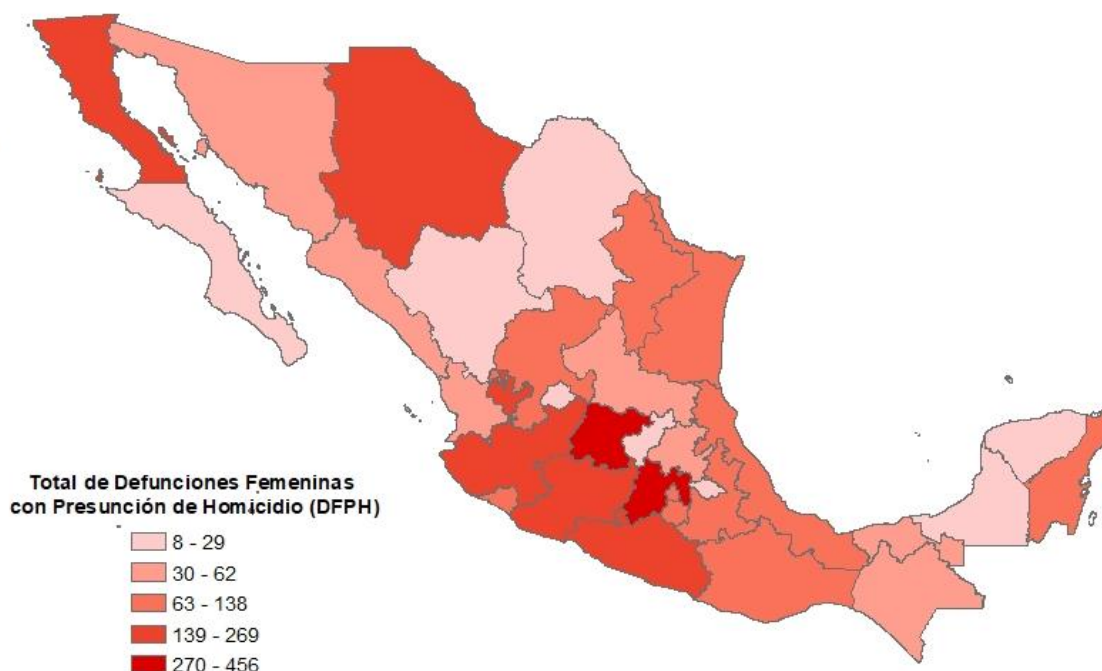 Total de Defunciones Femeninas
con Presunción de Homicidio (DFPH)
8 - 29
30 - 62
63 - 138
139 - 269
270 - 456